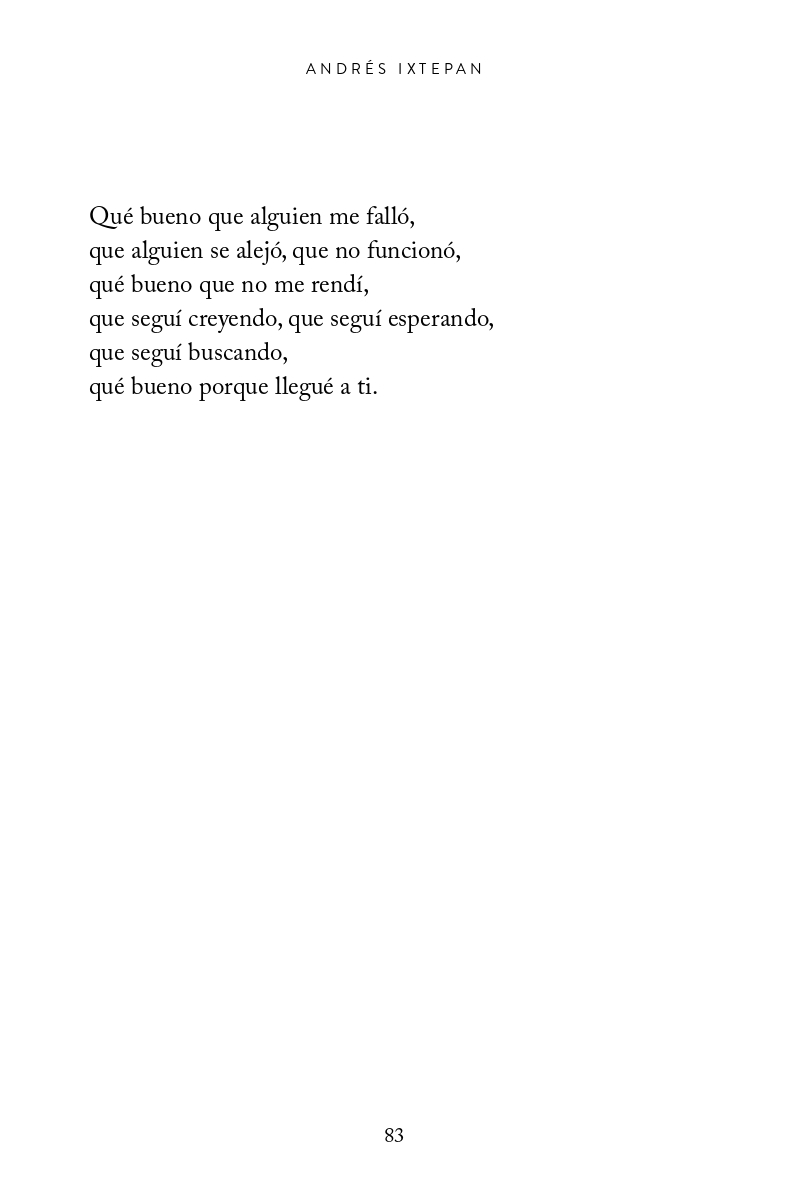 ANDRÉS IXTEPAN
Qué bueno que alguien me falló,
que alguien se alejó, que no funcionó,
qué bueno que no me rendí,
que seguí creyendo, que seguí esperando,
que seguí buscando,
qué bueno porque llegué a ti.
83